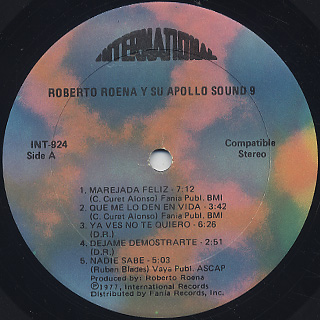 INTERNATIONAL
ROBERTO ROENA Y SU APOLLO SOUND 9
INT-924
Side A
Compatible
Stereo
1. MAREJADA FELIZ - 7:12
(C. Curet Alonso) Fania Publ. BMI
2. QUE ME LO DEN EN VIDA - 3:42
(C. Curet Alonso) Fania Publ. BMI
3. YA VES NO TE QUIERO - 6:26
(D.R.)
4. DEJAME DEMOSTRARTE - 2:51
(D.R.)
5. NADIE SABE - 5:03
(Ruben Blades) Vaya Publ. ASCAP
Produced by: Roberto Roena
Ⓟ1977, International Records
Distributed by Fania Records, Inc.